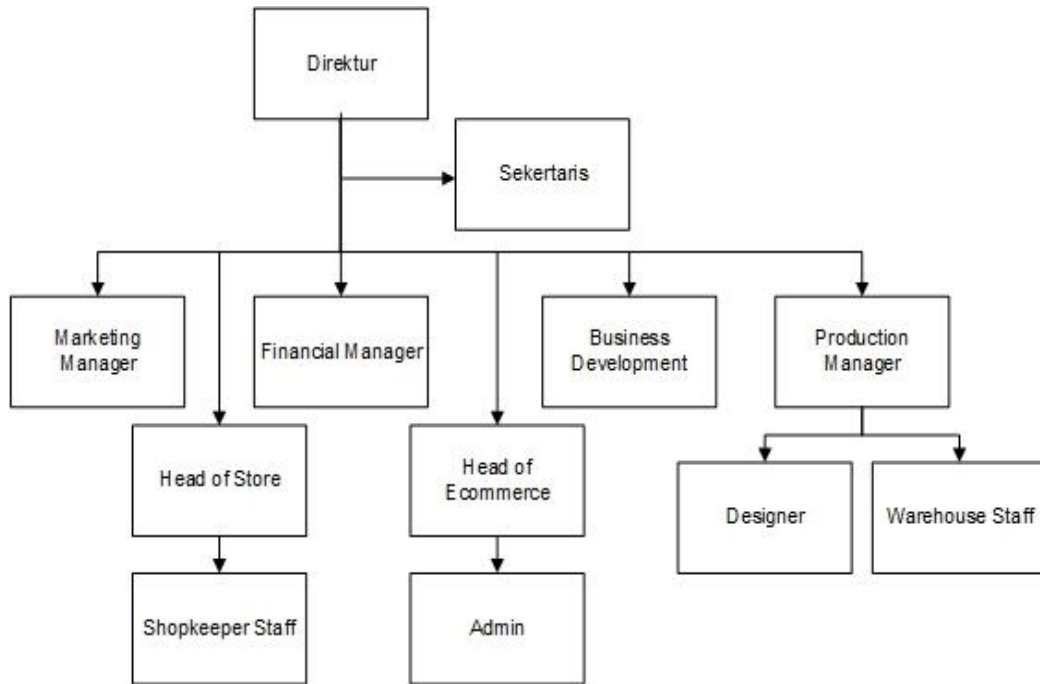 Direktur
Sekertaris
Marketing
Manager
Financial Manager
Business
Development
Production
Manager
Head of Store
Head of
Ecommerce
Designer
Warehouse Staff
Shopkeeper Staff
Admin